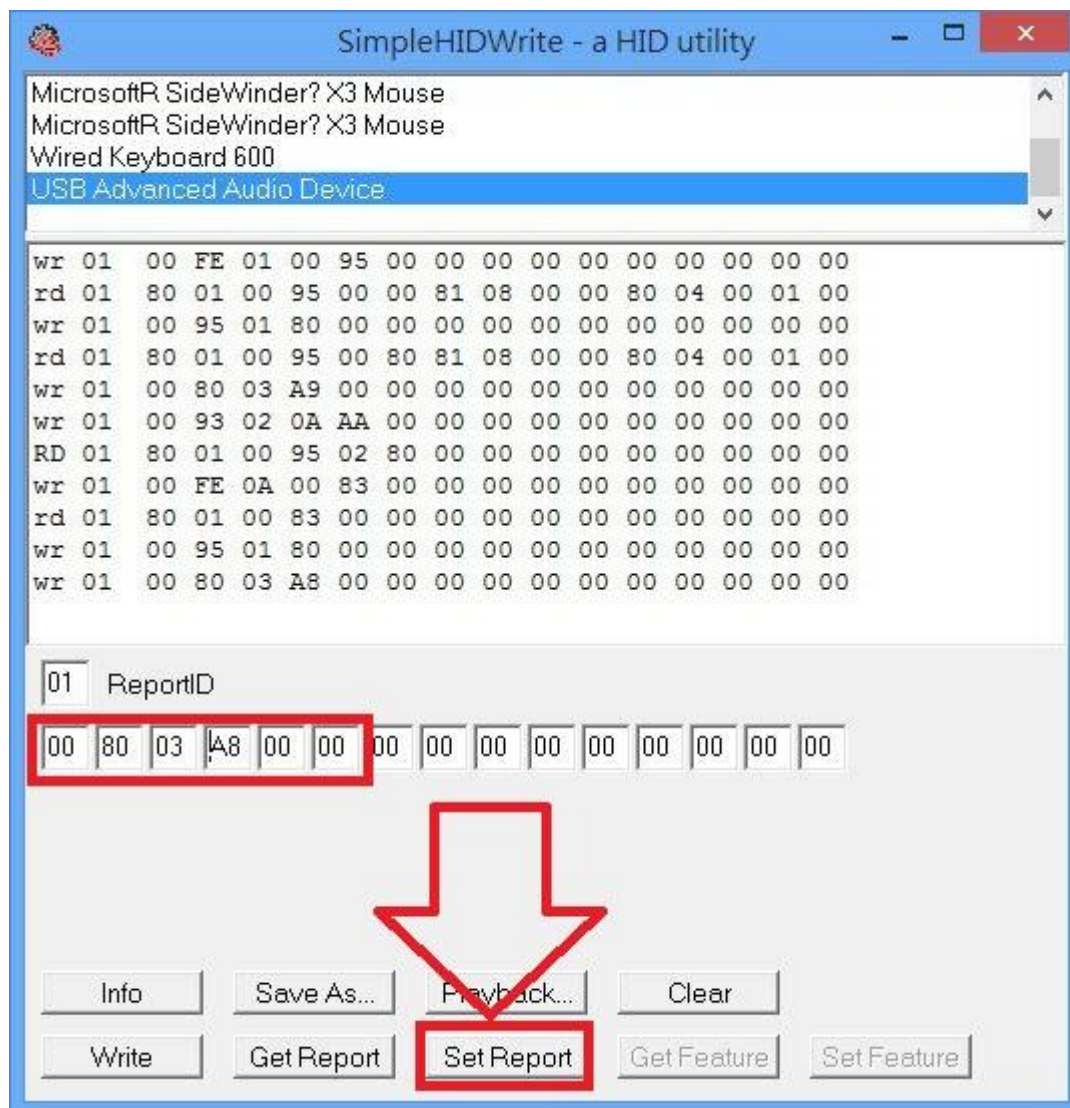 SimpleHIDWrite - a HID utility
MicrosoftR SideWinder? X3 Mouse
MicrosoftR SideWinder? X3 Mouse
Wired Keyboard 600
USB Advanced Audio Device
wr 01 00 FE 01 00 95 00 00 00 00 00 00 00 00 00 00
rd 01 80 01 00 95 00 00 81 08 00 00 80 04 00 01 00
wr 01 00 95 01 80 00 00 00 00 00 00 00 00 00 00 00
rd 01 80 01 00 95 00 80 81 08 00 00 80 04 00 01 00
wr 01 00 80 03 A9 00 00 00 00 00 00 00 00 00 00 00
wr 01 00 93 02 0A AA 00 00 00 00 00 00 00 00 00 00
RD 01 80 01 00 95 02 80 00 00 00 00 00 00 00 00 00
wr 01 00 FE 0A 00 83 00 00 00 00 00 00 00 00 00 00
rd 01 80 01 00 83 00 00 00 00 00 00 00 00 00 00 00
wr 01 00 95 01 80 00 00 00 00 00 00 00 00 00 00 00
wr 01 00 80 03 A8 00 00 00 00 00 00 00 00 00 00 00
01 ReportID
00 80 03 A8 00 00 00 00 00 00 00 00 00 00 00
Info Save As... Playback... Clear
Write Get Report Set Report Get Feature Set Feature